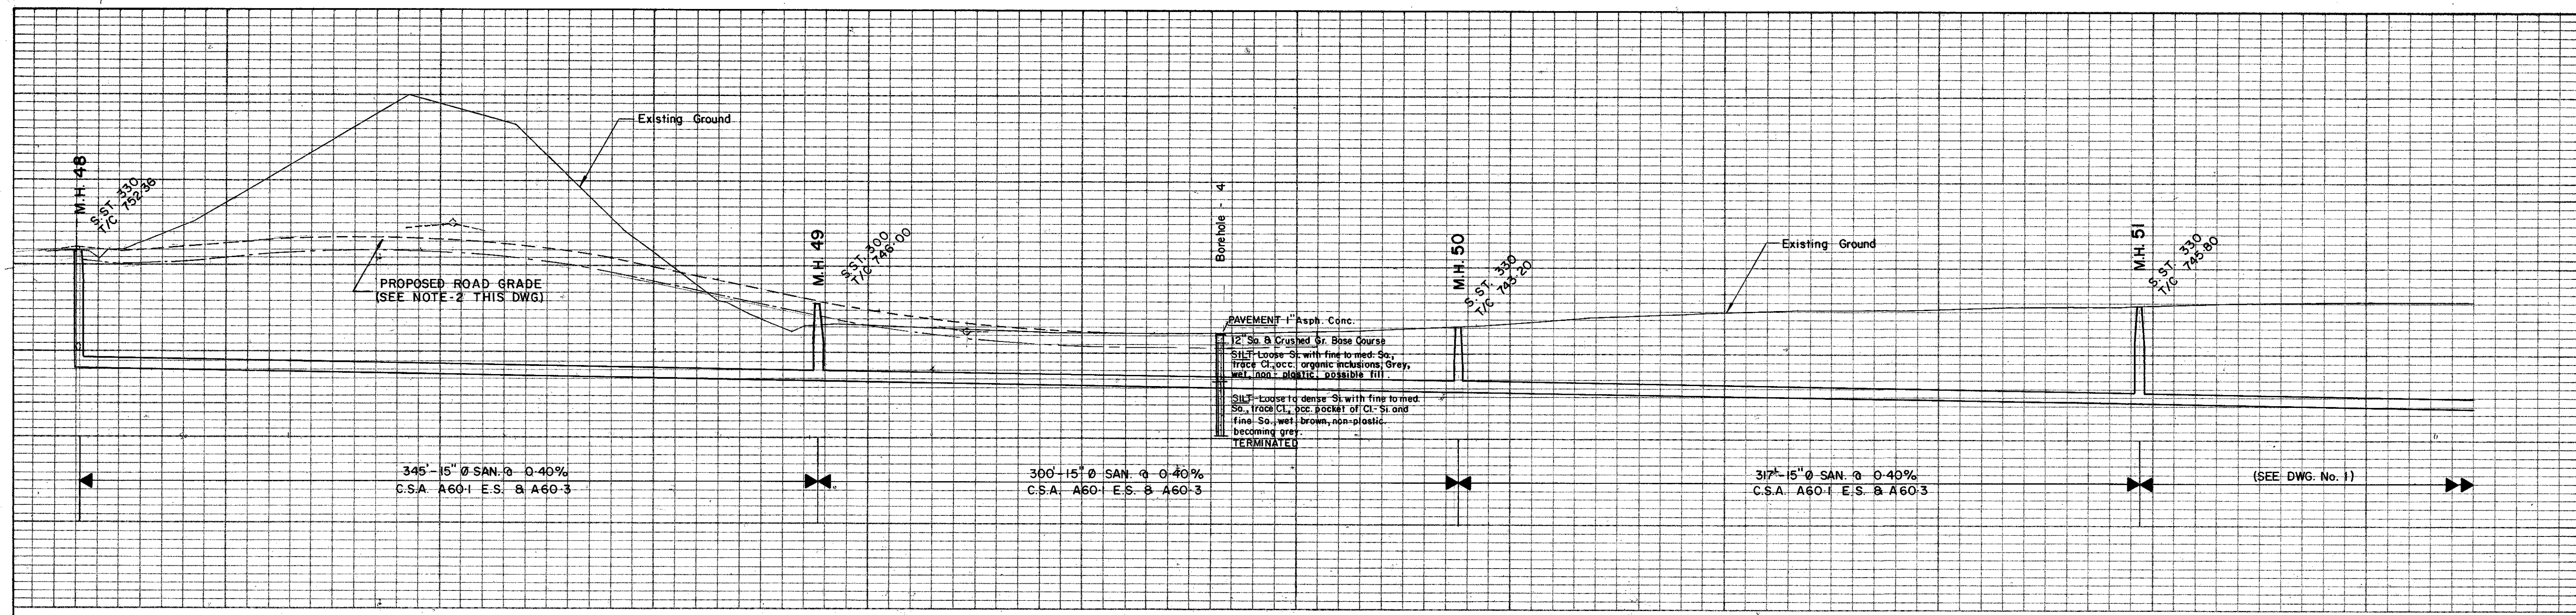 Existing Ground
M.H. 48
S.ST. 330
T/C 752·36
PROPOSED ROAD GRADE
(SEE NOTE-2 THIS DWG)
M.H. 49
S.ST. 300
T/C 746·00
Borehole - 4
PAVEMENT 1" Asph. Conc.
12" Sa. & Crushed Gr. Base Course
SILT-Loose Si. with fine to med. Sa.,
trace Cl., occ. organic inclusions, Grey,
wet, non-plastic, possible fill.
SILT-Loose to dense Si. with fine to med.
Sa., trace Cl., occ. pocket of Cl.-Si. and
fine Sa., wet, brown, non-plastic.
becoming grey.
TERMINATED
M.H. 50
S.ST. 330
T/C 743·20
Existing Ground
M.H. 51
S.ST. 330
T/C 745·80
345'-15" Ø SAN. @ 0·40%
C.S.A. A60·1 E.S. & A60·3
300'-15" Ø SAN. @ 0·40%
C.S.A. A60·1 E.S. & A60·3
317'-15" Ø SAN. @ 0·40%
C.S.A. A60·1 E.S. & A60·3
(SEE DWG. No. 1)